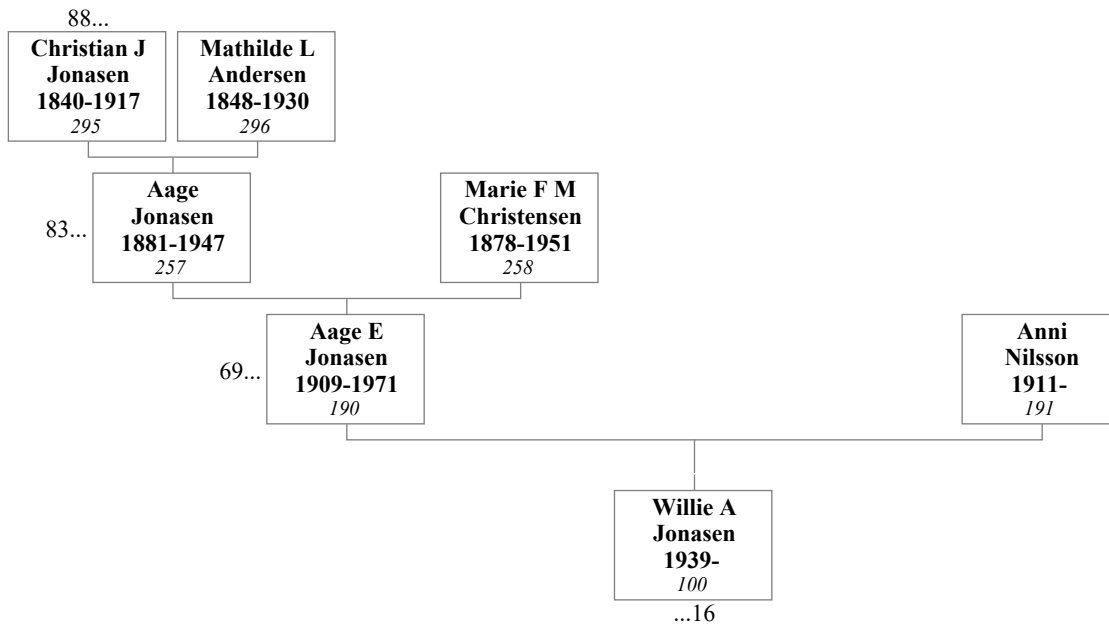 88...
Christian J
Jonasen
1840-1917
295
Mathilde L
Andersen
1848-1930
296
83...
Aage
Jonasen
1881-1947
257
Marie F M
Christensen
1878-1951
258
69...
Aage E
Jonasen
1909-1971
190
Anni
Nilsson
1911-
191
Willie A
Jonasen
1939-
100
...16